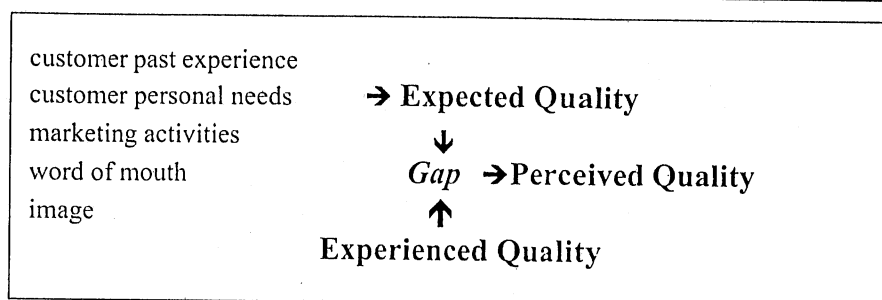 customer past experience
customer personal needs → Expected Quality
marketing activities ↓
word of mouth Gap → Perceived Quality
image ↑
Experienced Quality